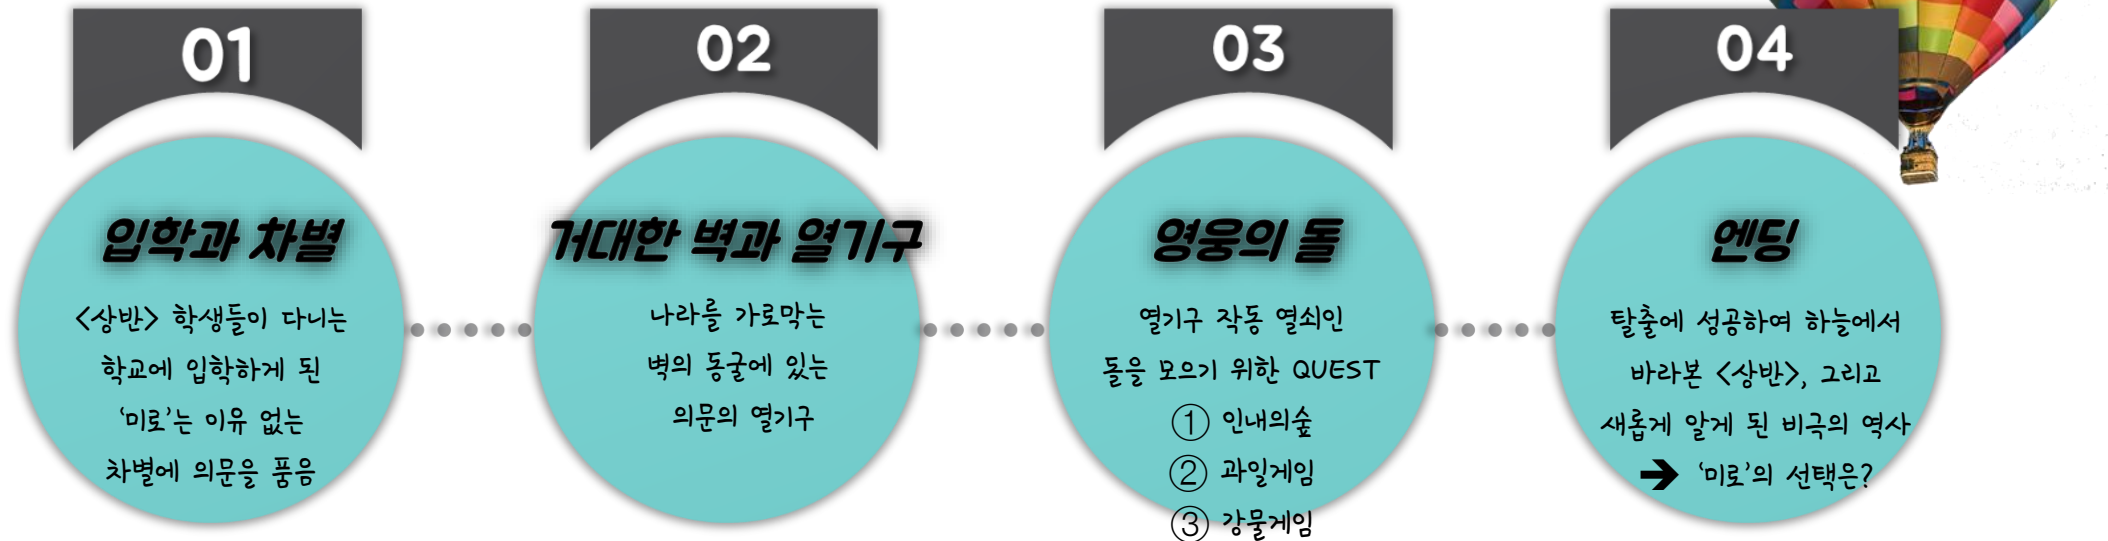 01
입학과 차별
<상반> 학생들이 다니는
학교에 입학하게 된
‘미로’는 이유 없는
차별에 의문을 품음
02
거대한 벽과 열기구
나라를 가로막는
벽의 동굴에 있는
의문의 열기구
03
영웅의 돌
열기구 작동 열쇠인
돌을 모으기 위한 QUEST
① 인내의숲
② 과일게임
③ 강물게임
04
엔딩
탈출에 성공하여 하늘에서
바라본 <상반>, 그리고
새롭게 알게 된 비극의 역사
➔ ‘미로’의 선택은?